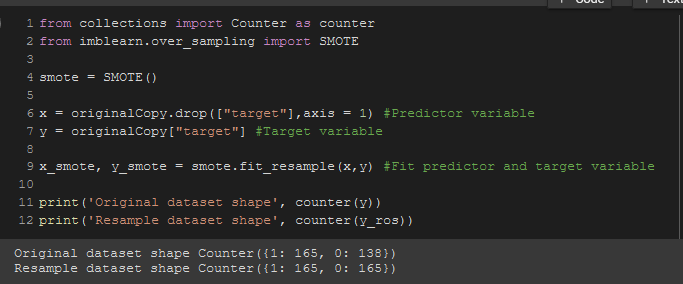 Code
Text
1 from collections import Counter as counter
2 from imblearn.over_sampling import SMOTE
3
4 smote = SMOTE()
5
6 x = originalCopy.drop(["target"],axis = 1) #Predictor variable
7 y = originalCopy["target"] #Target variable
8
9 x_smote, y_smote = smote.fit_resample(x,y) #Fit predictor and target variable
10
11 print('Original dataset shape', counter(y))
12 print('Resample dataset shape', counter(y_ros))
Original dataset shape Counter({1: 165, 0: 138})
Resample dataset shape Counter({1: 165, 0: 165})